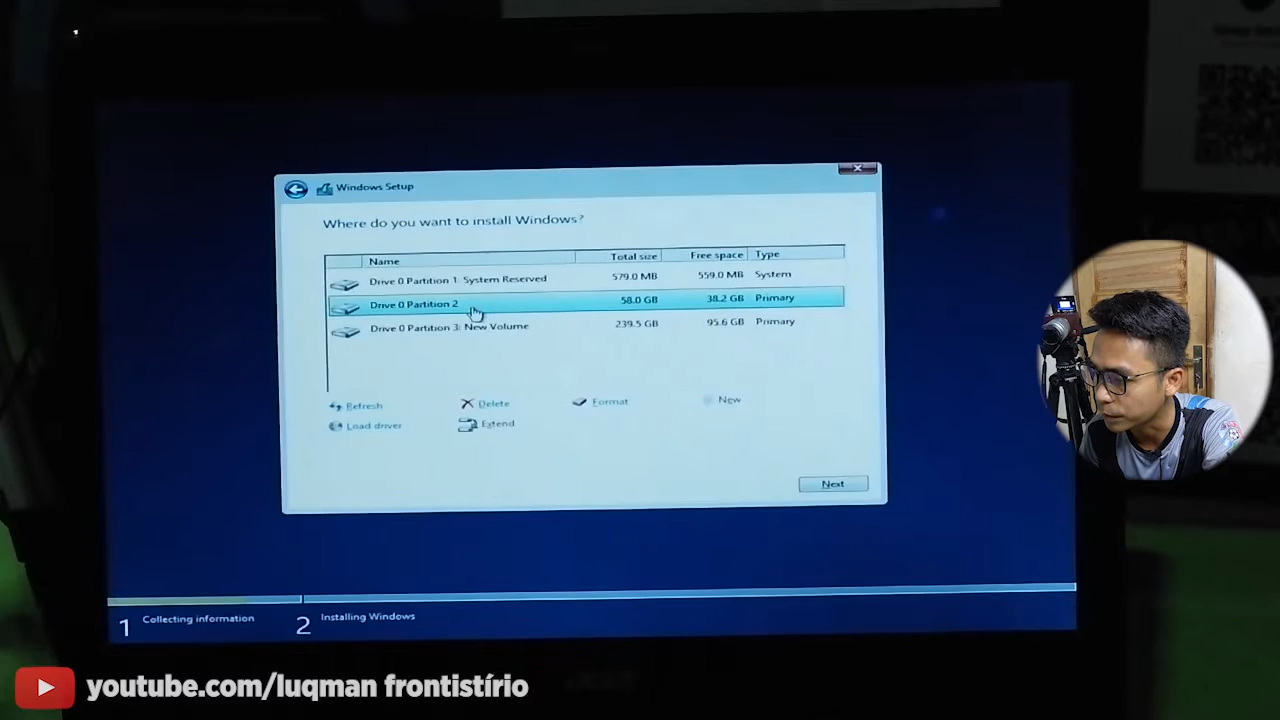 Windows Setup
Where do you want to install Windows?
Name Total size Free space Type
Drive 0 Partition 1: System Reserved 579.0 MB 559.0 MB System
Drive 0 Partition 2 58.0 GB 38.2 GB Primary
Drive 0 Partition 3: New Volume 239.5 GB 95.6 GB Primary
Refresh Delete Format New
Load driver Extend
Next
1 Collecting information 2 Installing Windows
youtube.com/luqman frontistírio